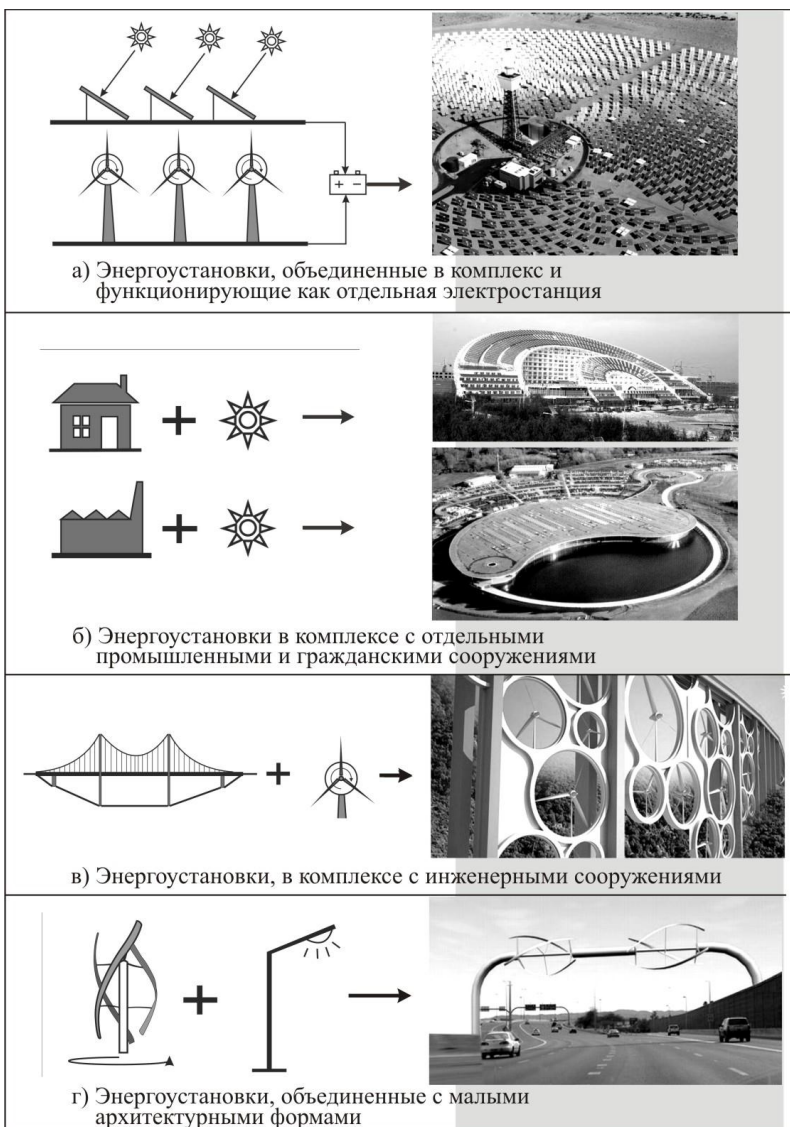 + −
а) Энергоустановки, объединенные в комплекс и
функционирующие как отдельная электростанция
+
+
б) Энергоустановки в комплексе с отдельными
промышленными и гражданскими сооружениями
+
в) Энергоустановки, в комплексе с инженерными сооружениями
+
г) Энергоустановки, объединенные с малыми
архитектурными формами